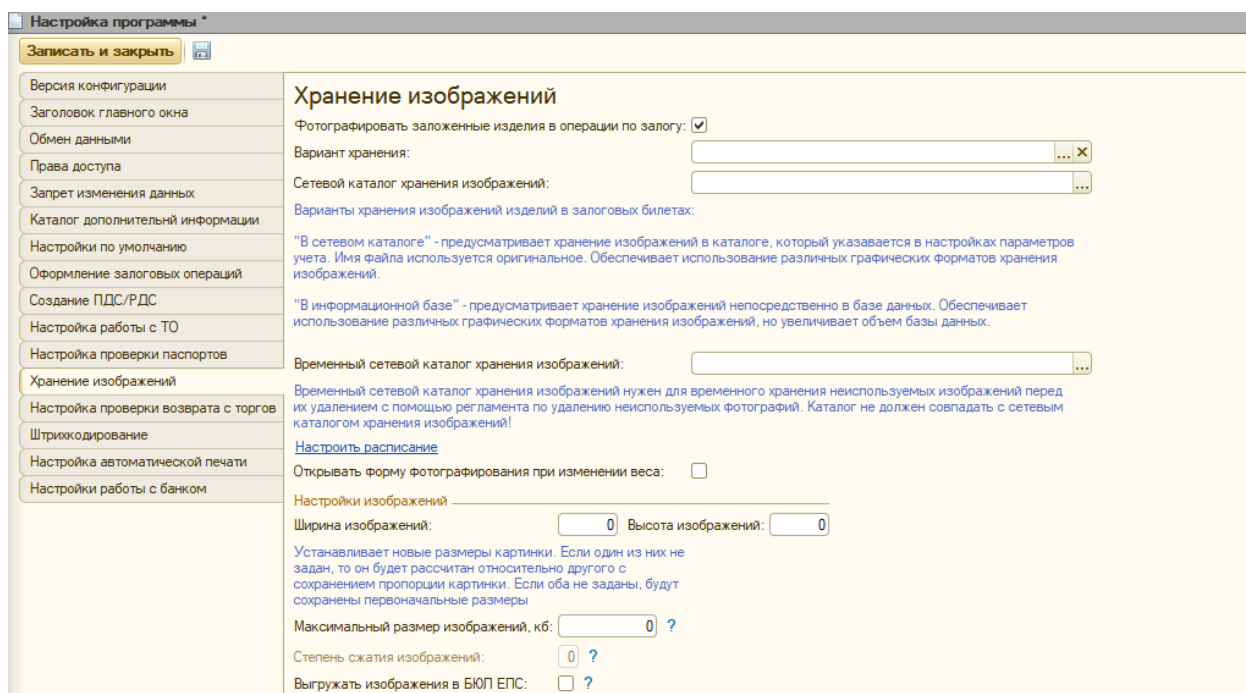 Настройка программы *
Записать и закрыть
Версия конфигурации
Заголовок главного окна
Обмен данными
Права доступа
Запрет изменения данных
Каталог дополнительнй информации
Настройки по умолчанию
Оформление залоговых операций
Создание ПДС/РДС
Настройка работы с ТО
Настройка проверки паспортов
Хранение изображений
Настройка проверки возврата с торгов
Штрихкодирование
Настройка автоматической печати
Настройки работы с банком
Хранение изображений
Фотографировать заложенные изделия в операции по залогу:
Вариант хранения: ... ×
Сетевой каталог хранения изображений: ...
Варианты хранения изображений изделий в залоговых билетах:
"В сетевом каталоге" - предусматривает хранение изображений в каталоге, который указавается в настройках параметров
учета. Имя файла используется оригинальное. Обеспечивает использование различных графических форматов хранения
изображений.
"В информационной базе" - предусматривает хранение изображений непосредственно в базе данных. Обеспечивает
использование различных графических форматов хранения изображений, но увеличивает объем базы данных.
Временный сетевой каталог хранения изображений: ...
Временный сетевой каталог хранения изображений нужен для временного хранения неиспользуемых изображений перед
их удалением с помощью регламента по удалению неиспользуемых фотографий. Каталог не должен совпадать с сетевым
каталогом хранения изображений!
Настроить расписание
Открывать форму фотографирования при изменении веса:
Настройки изображений
Ширина изображений: 0 Высота изображений: 0
Устанавливает новые размеры картинки. Если один из них не
задан, то он будет рассчитан относительно другого с
сохранением пропорции картинки. Если оба не заданы, будут
сохранены первоначальные размеры
Максимальный размер изображений, кб: 0 ?
Степень сжатия изображений: 0 ?
Выгружать изображения в БЮП ЕПС: ?